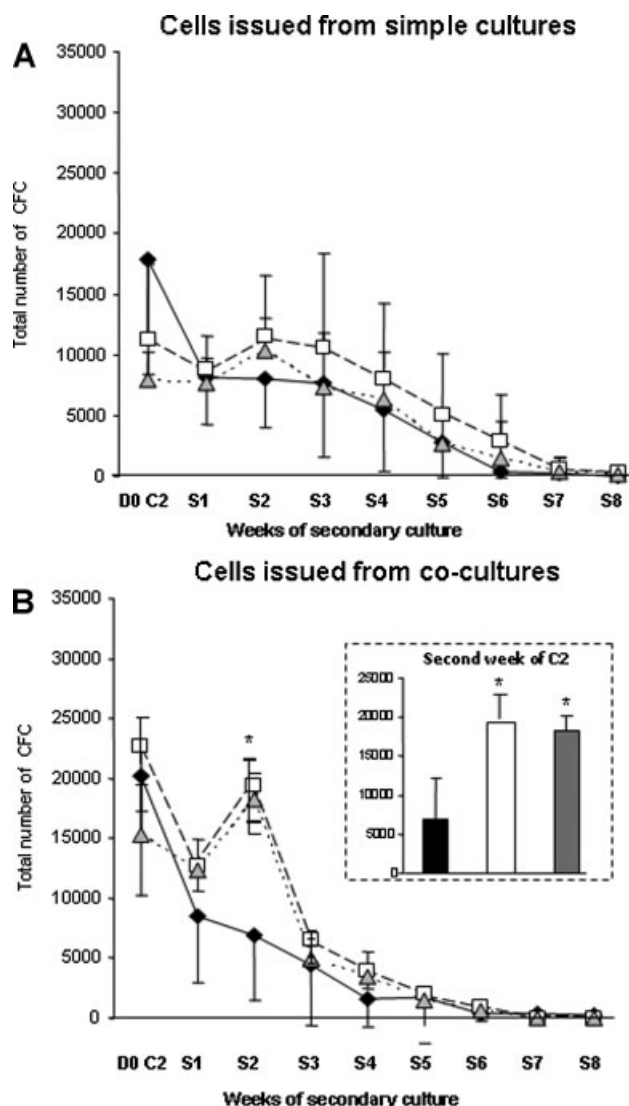 Cells issued from simple cultures
A
35000
30000
25000
20000
15000
10000
5000
0
Total number of CFC
D0 C2 S1 S2 S3 S4 S5 S6 S7 S8
Weeks of secondary culture
Cells issued from co-cultures
B
35000
30000
25000
20000
15000
10000
5000
0
Total number of CFC
*
Second week of C2
25000
20000
15000
10000
5000
0
* *
D0 C2 S1 S2 S3 S4 S5 S6 S7 S8
Weeks of secondary culture